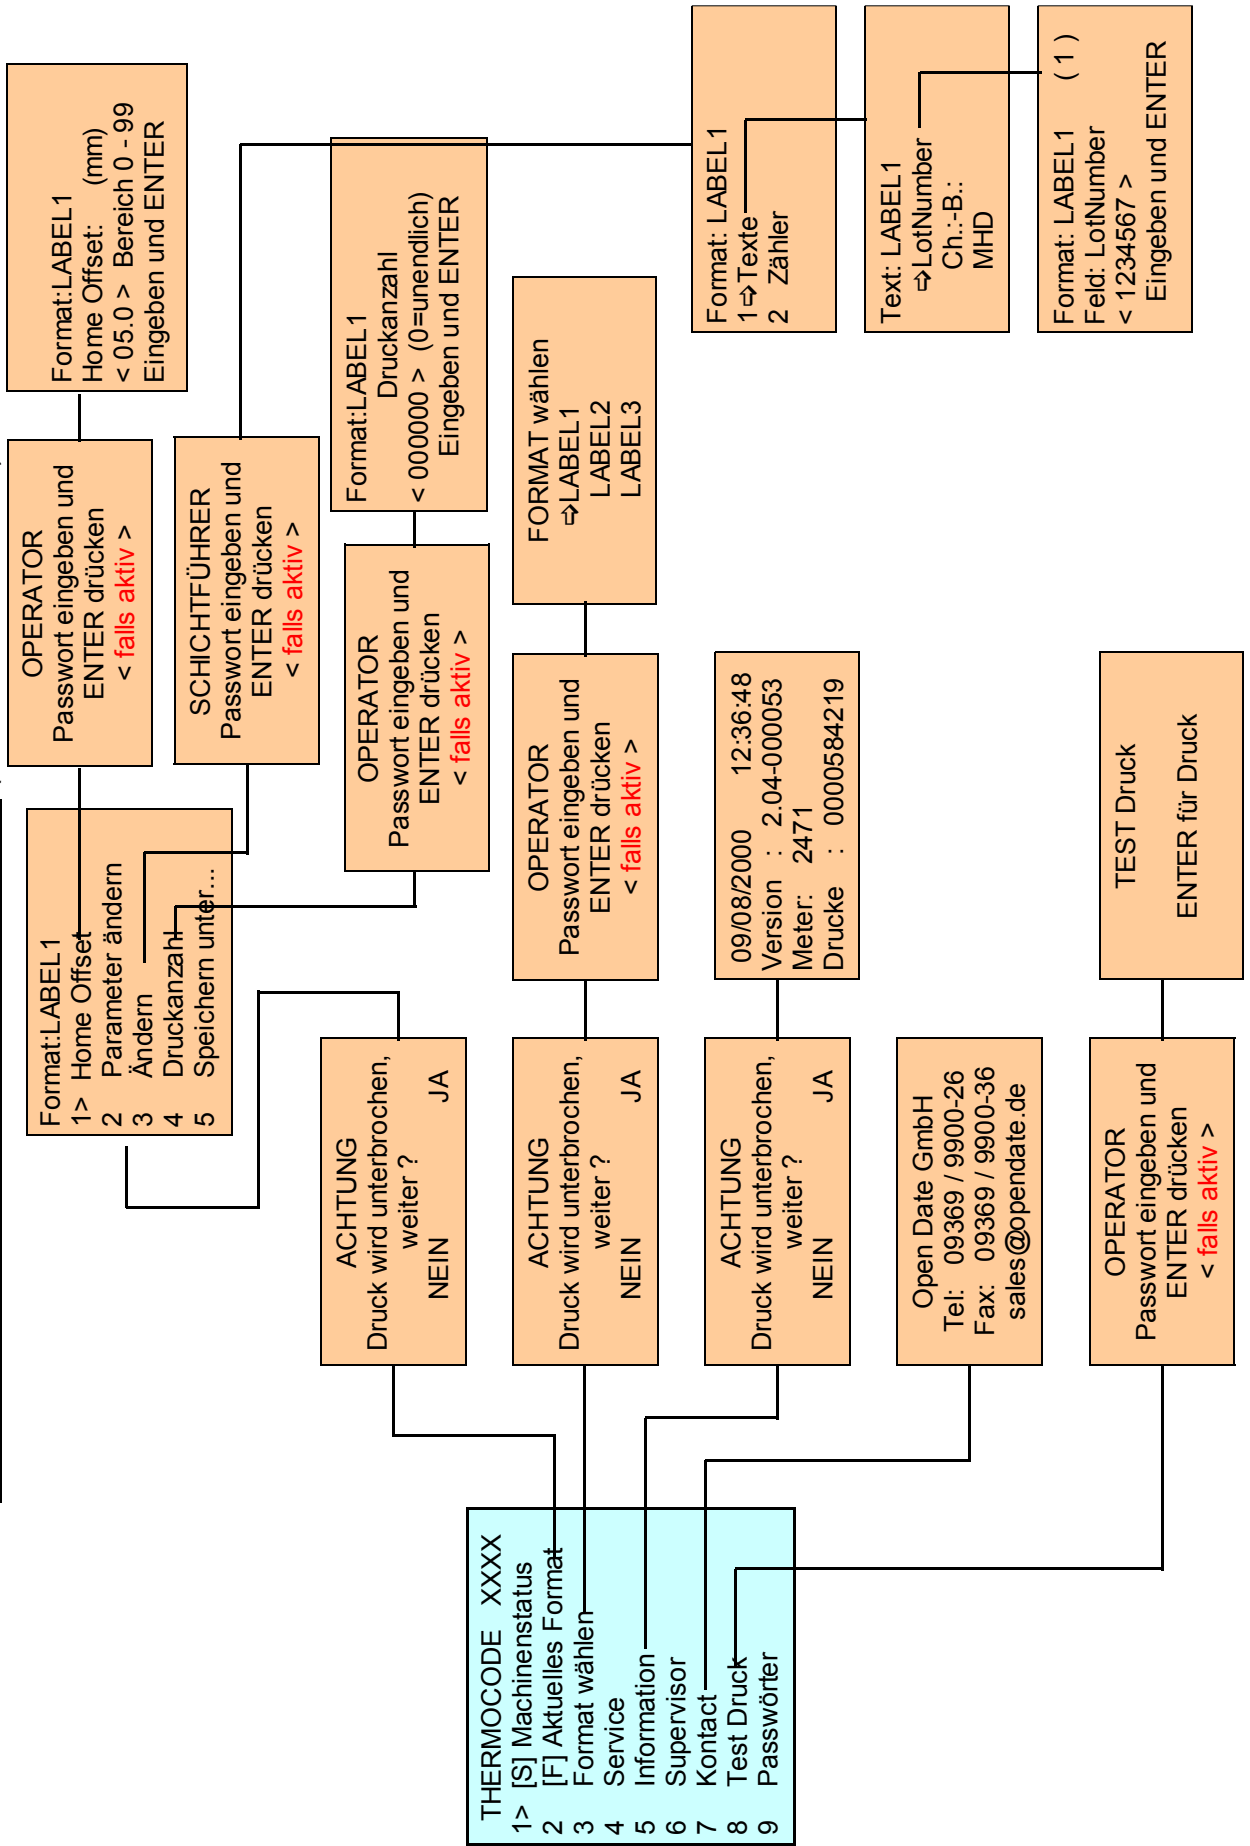 THERMOCODE XXXX
1> [S] Machinenstatus
2 [F] Aktuelles Format
3 Format wählen
4 Service
5 Information
6 Supervisor
7 Kontact
8 Test Druck
9 Passwörter
ACHTUNG
Druck wird unterbrochen,
weiter ?
NEIN JA
Format:LABEL1
1> Home Offset
2 Parameter ändern
3 Ändern
4 Druckanzahl
5 Speichern unter...
OPERATOR
Passwort eingeben und
ENTER drücken
< falls aktiv >
Format:LABEL1
Home Offset: (mm)
< 05.0 > Bereich 0 - 99
Eingeben und ENTER
SCHICHTFÜHRER
Passwort eingeben und
ENTER drücken
< falls aktiv >
Format: LABEL1
1⇨Texte
2 Zähler
Text: LABEL1
⇨LotNumber
Ch.:-B.:
MHD
Format: LABEL1 ( 1 )
Feld: LotNumber
< 1234567 >
Eingeben und ENTER
OPERATOR
Passwort eingeben und
ENTER drücken
< falls aktiv >
Format:LABEL1
Druckanzahl
< 000000 > (0=unendlich)
Eingeben und ENTER
ACHTUNG
Druck wird unterbrochen,
weiter ?
NEIN JA
OPERATOR
Passwort eingeben und
ENTER drücken
< falls aktiv >
FORMAT wählen
⇨LABEL1
LABEL2
LABEL3
ACHTUNG
Druck wird unterbrochen,
weiter ?
NEIN JA
09/08/2000 12:36:48
Version : 2.04-000053
Meter: 2471
Drucke : 0000584219
Open Date GmbH
Tel: 09369 / 9900-26
Fax: 09369 / 9900-36
sales@opendate.de
OPERATOR
Passwort eingeben und
ENTER drücken
< falls aktiv >
TEST Druck
ENTER für Druck